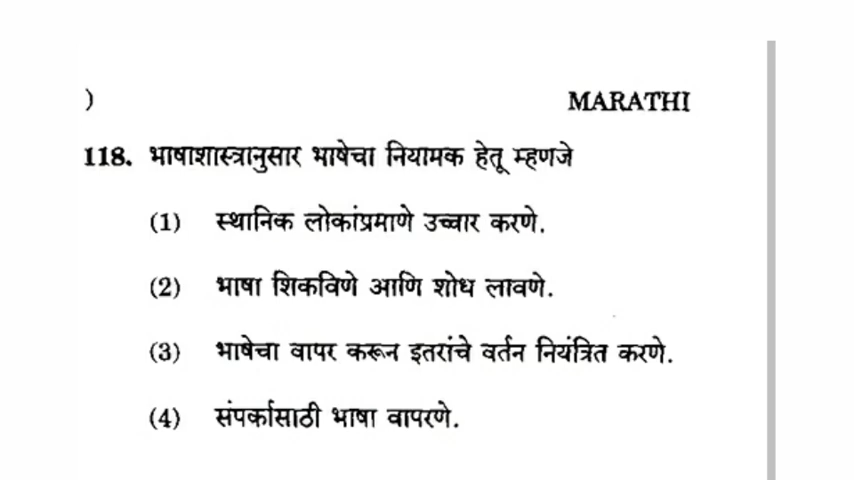 ) MARATHI
118. भाषाशास्त्रानुसार भाषेचा नियामक हेतू म्हणजे
(1) स्थानिक लोकांप्रमाणे उच्चार करणे.
(2) भाषा शिकविणे आणि शोध लावणे.
(3) भाषेचा वापर करून इतरांचे वर्तन नियंत्रित करणे.
(4) संपर्कासाठी भाषा वापरणे.